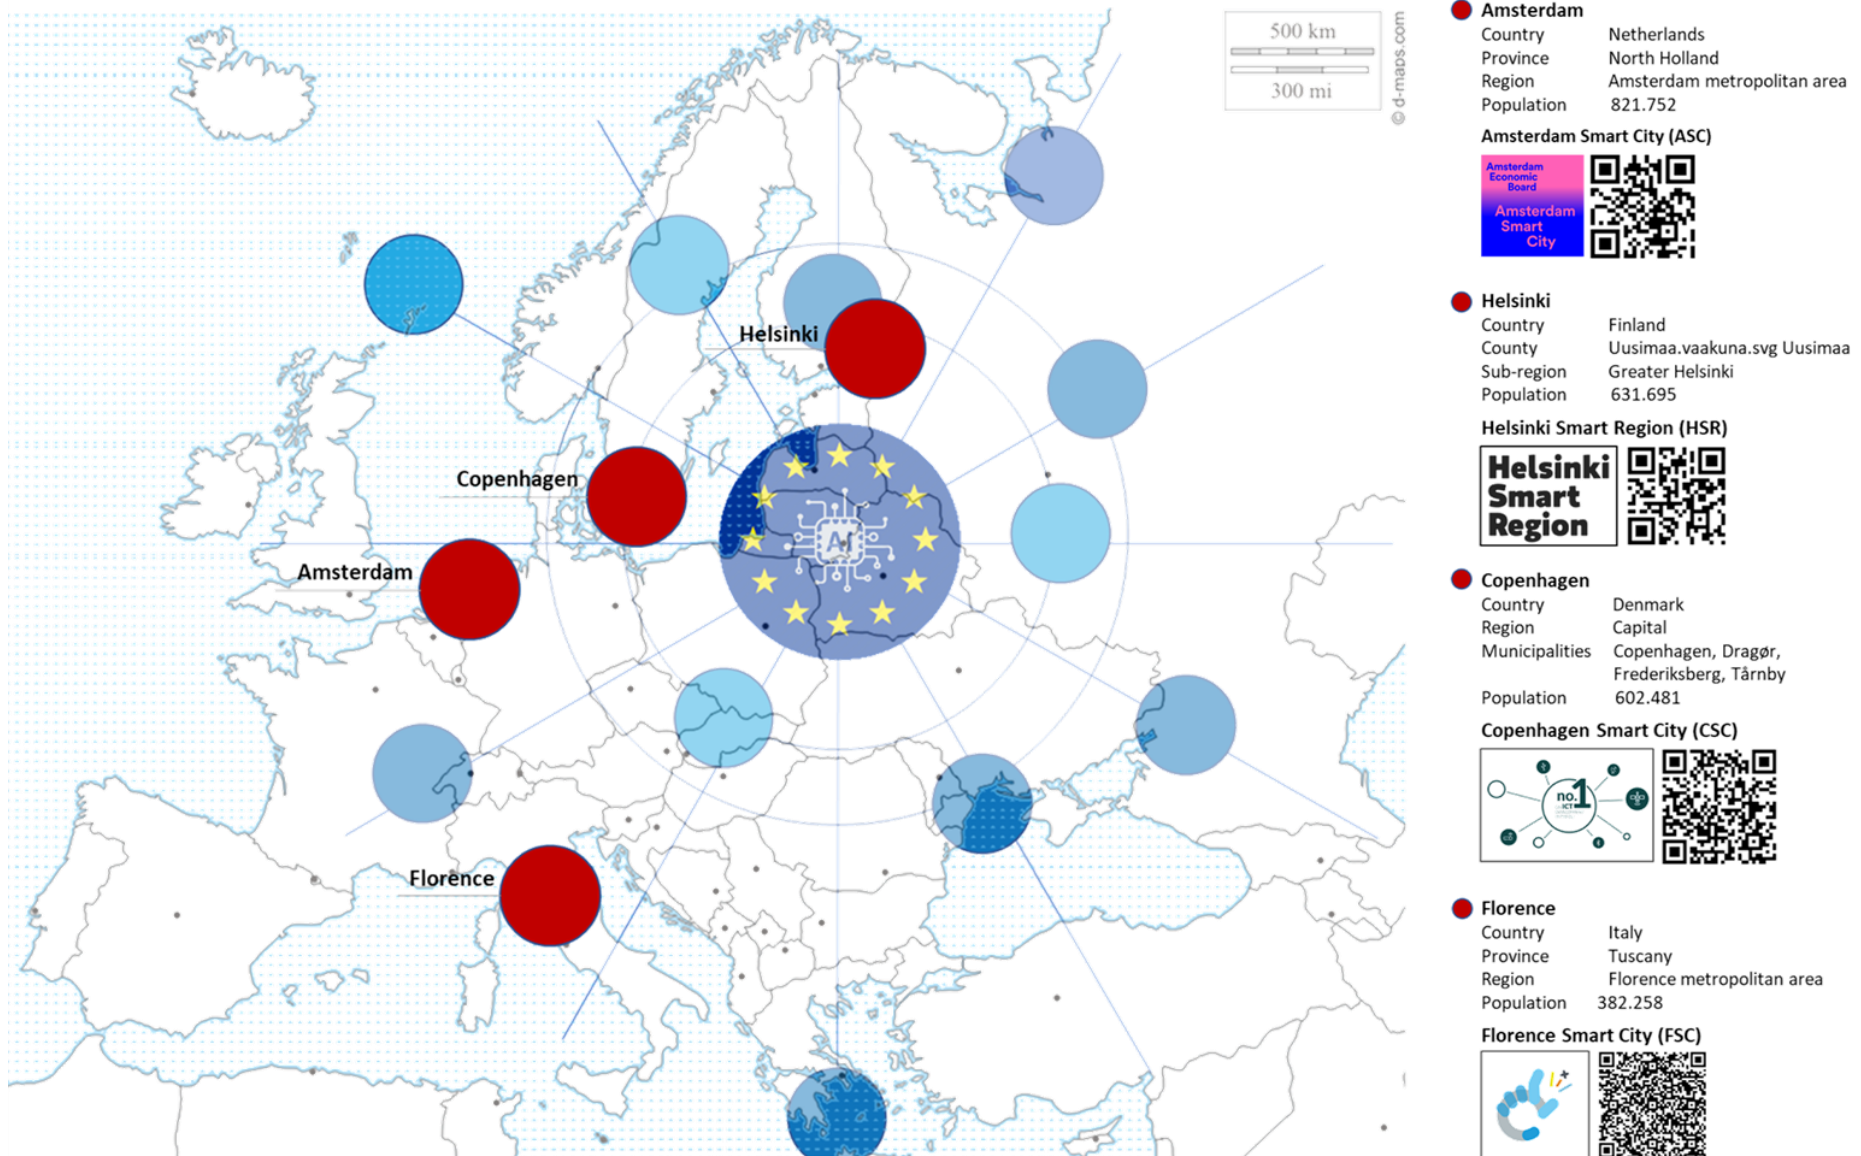 500 km
300 mi
© d-maps.com
Helsinki
Copenhagen
Amsterdam
Florence
AI
Amsterdam
Country Netherlands
Province North Holland
Region Amsterdam metropolitan area
Population 821.752
Amsterdam Smart City (ASC)
Amsterdam
Economic
Board
Amsterdam
Smart
City
Helsinki
Country Finland
County Uusimaa.vaakuna.svg Uusimaa
Sub-region Greater Helsinki
Population 631.695
Helsinki Smart Region (HSR)
Helsinki
Smart
Region
Copenhagen
Country Denmark
Region Capital
Municipalities Copenhagen, Dragør,
Frederiksberg, Tårnby
Population 602.481
Copenhagen Smart City (CSC)
no.1
ICT
Florence
Country Italy
Province Tuscany
Region Florence metropolitan area
Population 382.258
Florence Smart City (FSC)